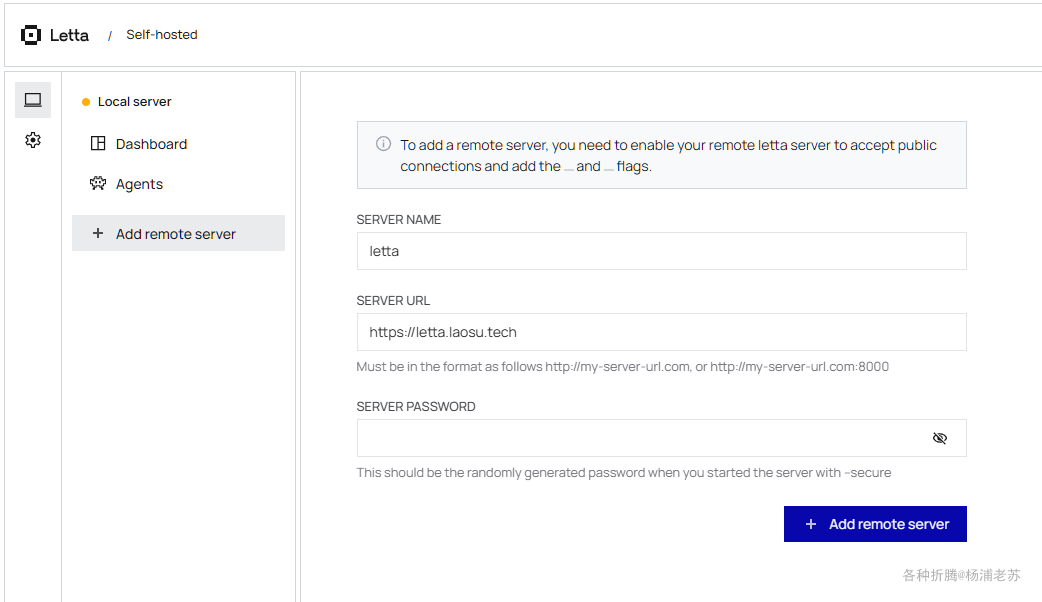 Letta / Self-hosted
Local server
Dashboard
Agents
+ Add remote server
To add a remote server, you need to enable your remote letta server to accept public
connections and add the ... and ... flags.
SERVER NAME
letta
SERVER URL
https://letta.laosu.tech
Must be in the format as follows http://my-server-url.com, or http://my-server-url.com:8000
SERVER PASSWORD
This should be the randomly generated password when you started the server with --secure
+ Add remote server
各种折腾@杨浦老苏